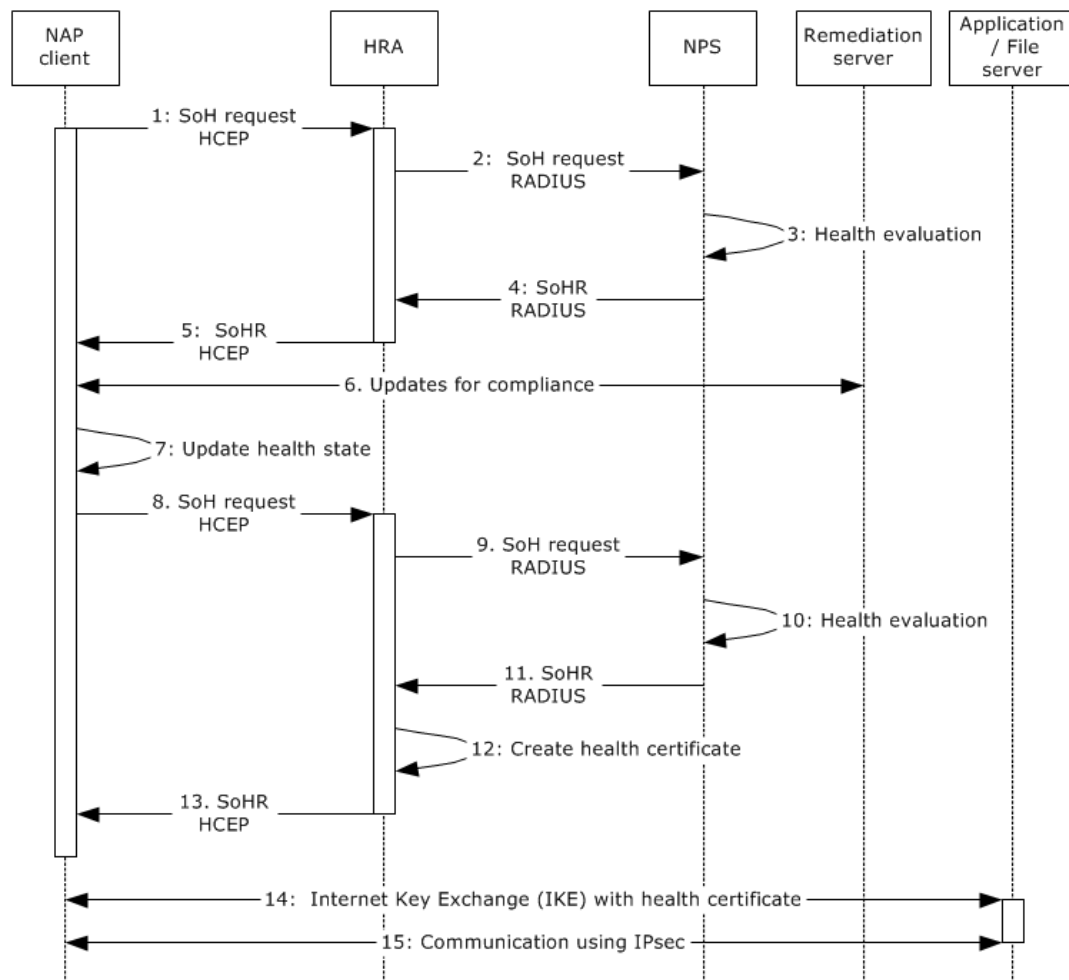 NAP
client
HRA
NPS
Remediation
server
Application
/ File
server
1: SoH request
HCEP
2:  SoH request
RADIUS
3: Health evaluation
4: SoHR
RADIUS
5:  SoHR
HCEP
6. Updates for compliance
7: Update health state
8. SoH request
HCEP
9. SoH request
RADIUS
10: Health evaluation
11. SoHR
RADIUS
12: Create health certificate
13. SoHR
HCEP
14:  Internet Key Exchange (IKE) with health certificate
15: Communication using IPsec